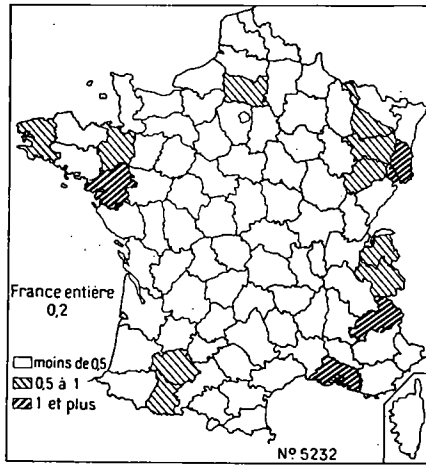 France entière
0,2
moins de 0,5
0,5 à 1
1 et plus
Nº 5232